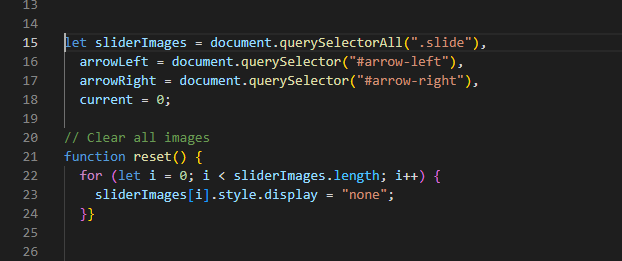 13
14
15 let sliderImages = document.querySelectorAll(".slide"),
16   arrowLeft = document.querySelector("#arrow-left"),
17   arrowRight = document.querySelector("#arrow-right"),
18   current = 0;
19
20 // Clear all images
21 function reset() {
22   for (let i = 0; i < sliderImages.length; i++) {
23     sliderImages[i].style.display = "none";
24   }}
25
26